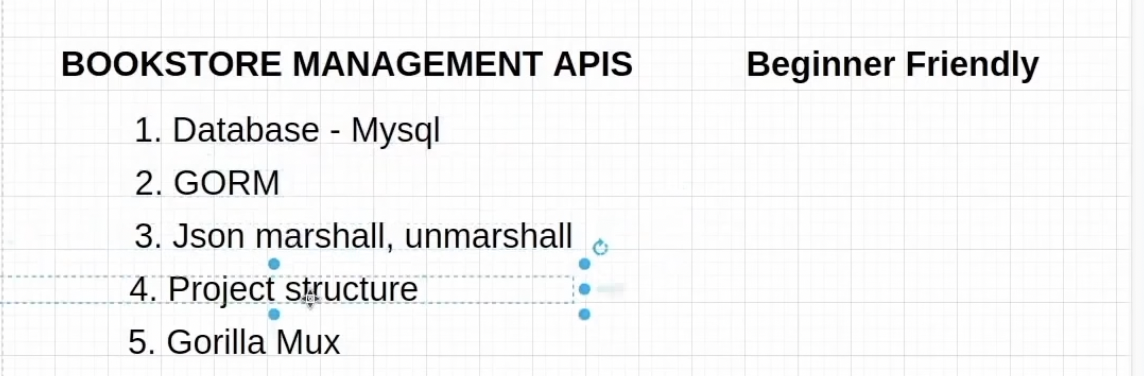 BOOKSTORE MANAGEMENT APIS Beginner Friendly
1. Database - Mysql
2. GORM
3. Json marshall, unmarshall
4. Project structure
5. Gorilla Mux